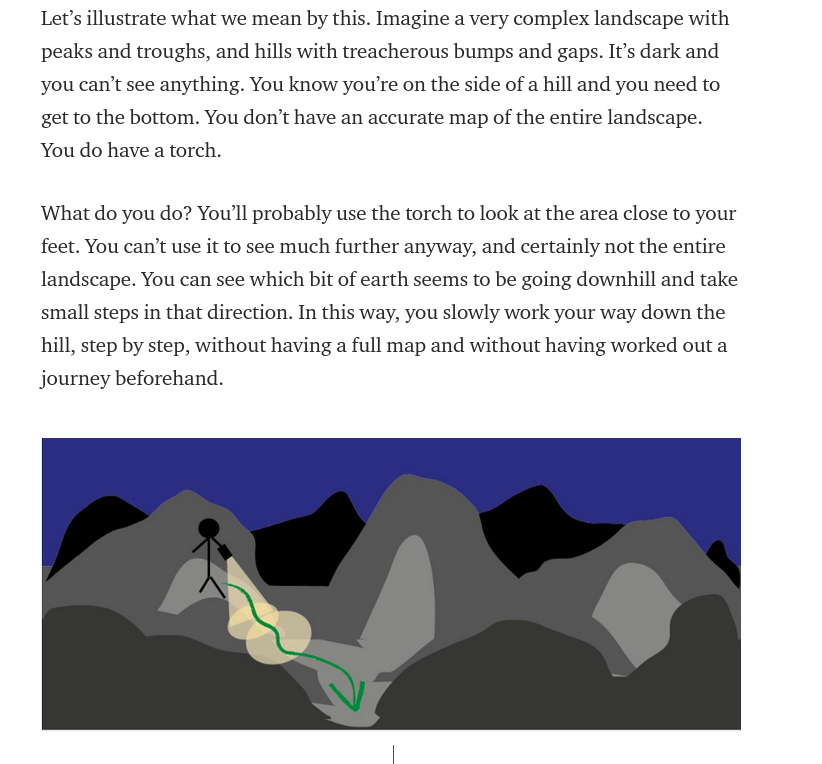 Let’s illustrate what we mean by this. Imagine a very complex landscape with
peaks and troughs, and hills with treacherous bumps and gaps. It’s dark and
you can’t see anything. You know you’re on the side of a hill and you need to
get to the bottom. You don’t have an accurate map of the entire landscape.
You do have a torch.
What do you do? You’ll probably use the torch to look at the area close to your
feet. You can’t use it to see much further anyway, and certainly not the entire
landscape. You can see which bit of earth seems to be going downhill and take
small steps in that direction. In this way, you slowly work your way down the
hill, step by step, without having a full map and without having worked out a
journey beforehand.